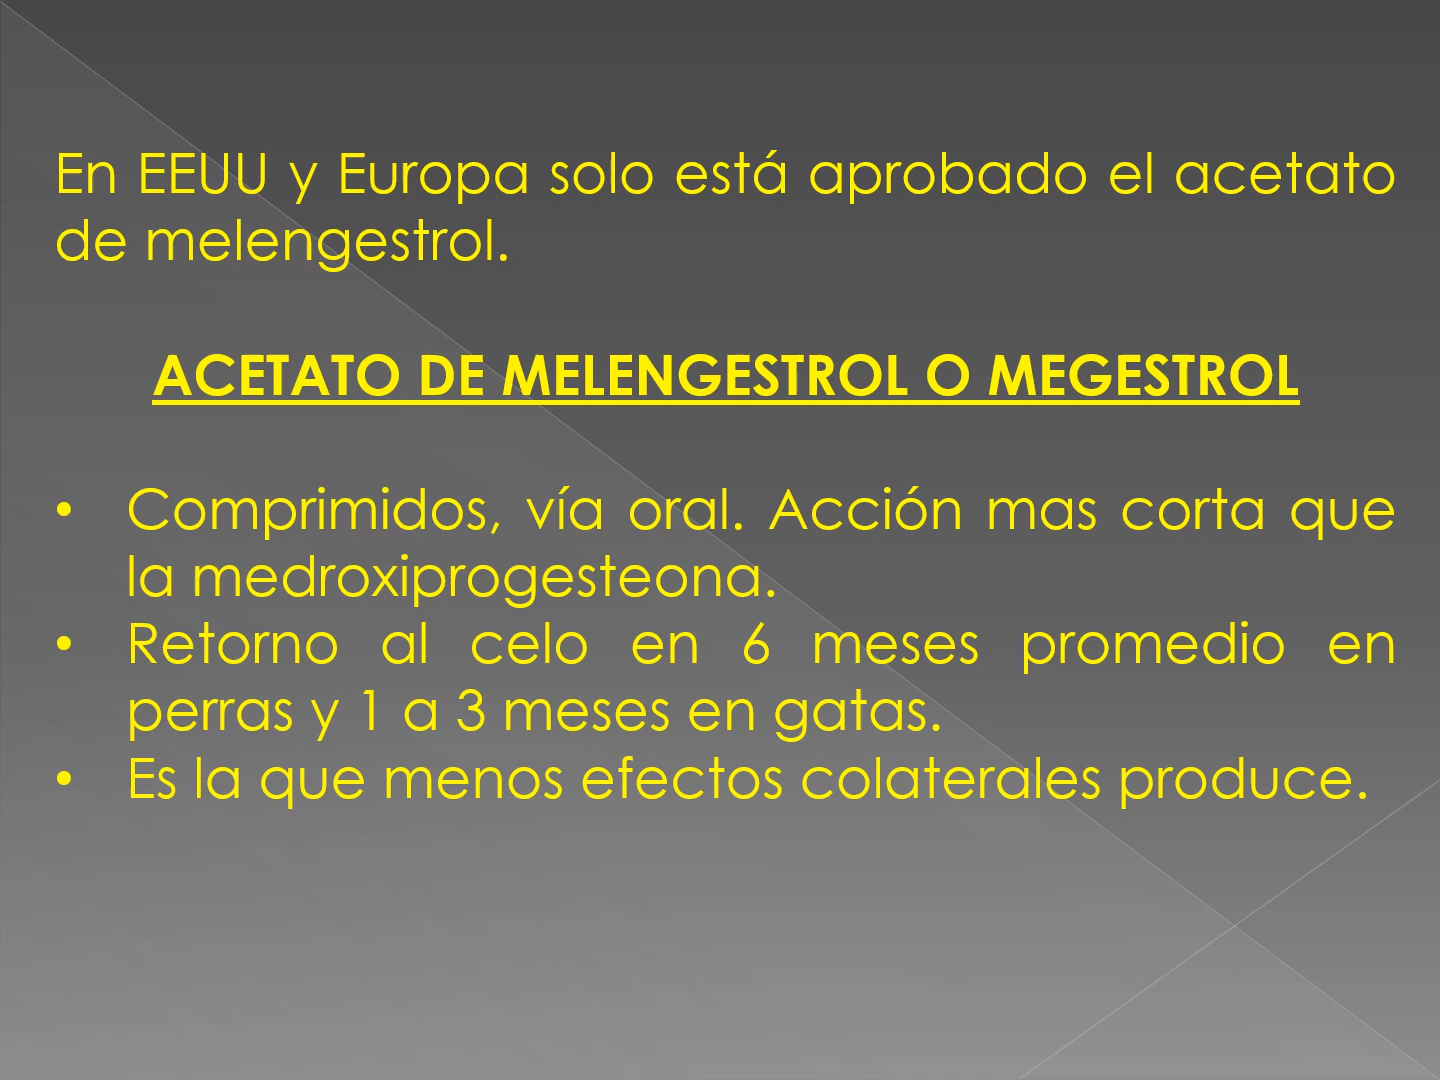 En EEUU y Europa solo está aprobado el acetato
de melengestrol.
ACETATO DE MELENGESTROL O MEGESTROL
• Comprimidos, vía oral. Acción mas corta que
la medroxiprogesteona.
• Retorno al celo en 6 meses promedio en
perras y 1 a 3 meses en gatas.
• Es la que menos efectos colaterales produce.